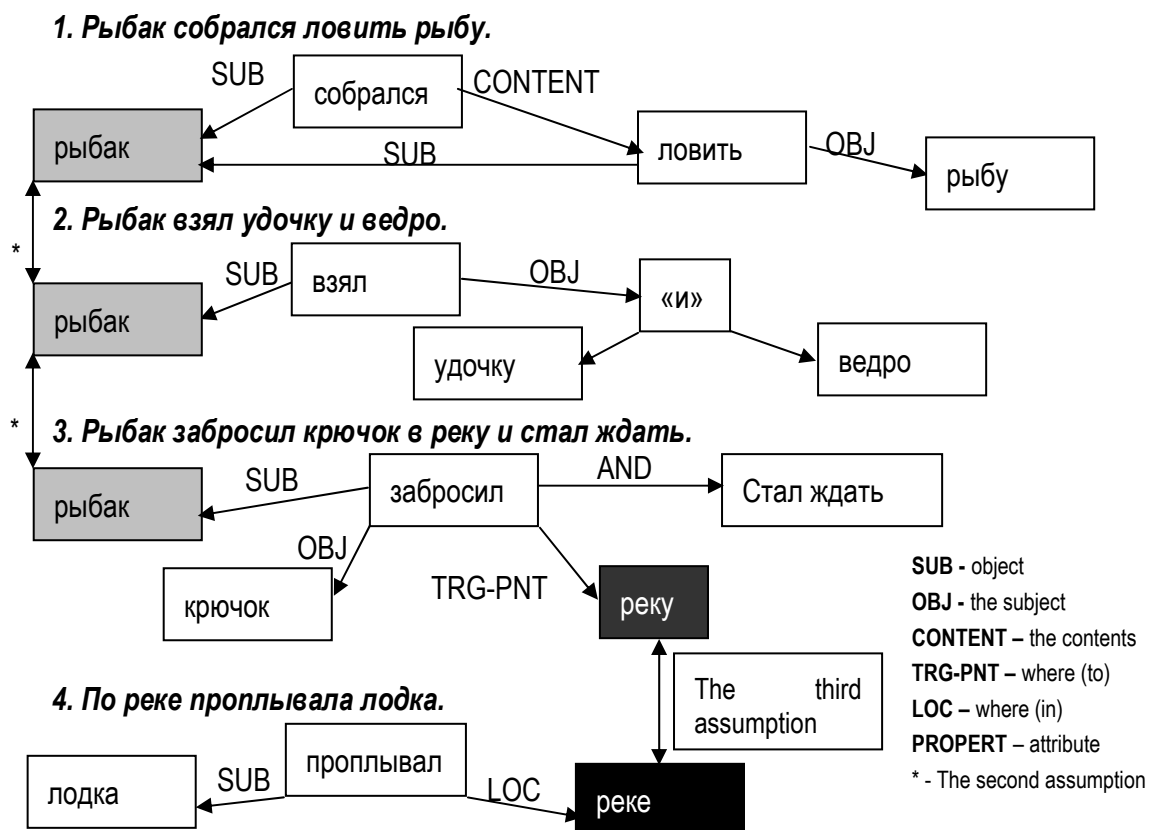 1. Рыбак собрался ловить рыбу.
SUB
собрался
CONTENT
рыбак
SUB
ловить
OBJ
рыбу
2. Рыбак взял удочку и ведро.
*
SUB
взял
OBJ
«и»
рыбак
удочку
ведро
*
3. Рыбак забросил крючок в реку и стал ждать.
рыбак
SUB
забросил
AND
Стал ждать
OBJ
крючок
TRG-PNT
реку
The third
assumption
4. По реке проплывала лодка.
лодка
SUB
проплывал
LOC
реке
SUB - object
OBJ - the subject
CONTENT – the contents
TRG-PNT – where (to)
LOC – where (in)
PROPERT – attribute
* - The second assumption